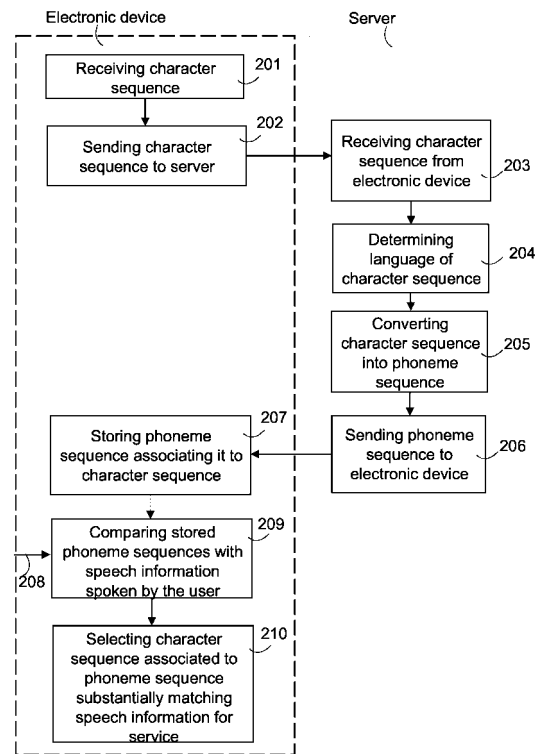 Electronic device
Server
Receiving character
sequence
201
Sending character
sequence to server
202
Receiving character
sequence from
electronic device
203
Determining
language of
character sequence
204
Converting
character sequence
into phoneme
sequence
205
Sending phoneme
sequence to
electronic device
206
Storing phoneme
sequence associating it to
character sequence
207
208
Comparing stored
phoneme sequences with
speech information
spoken by the user
209
Selecting character
sequence associated to
phoneme sequence
substantially matching
speech information for
service
210